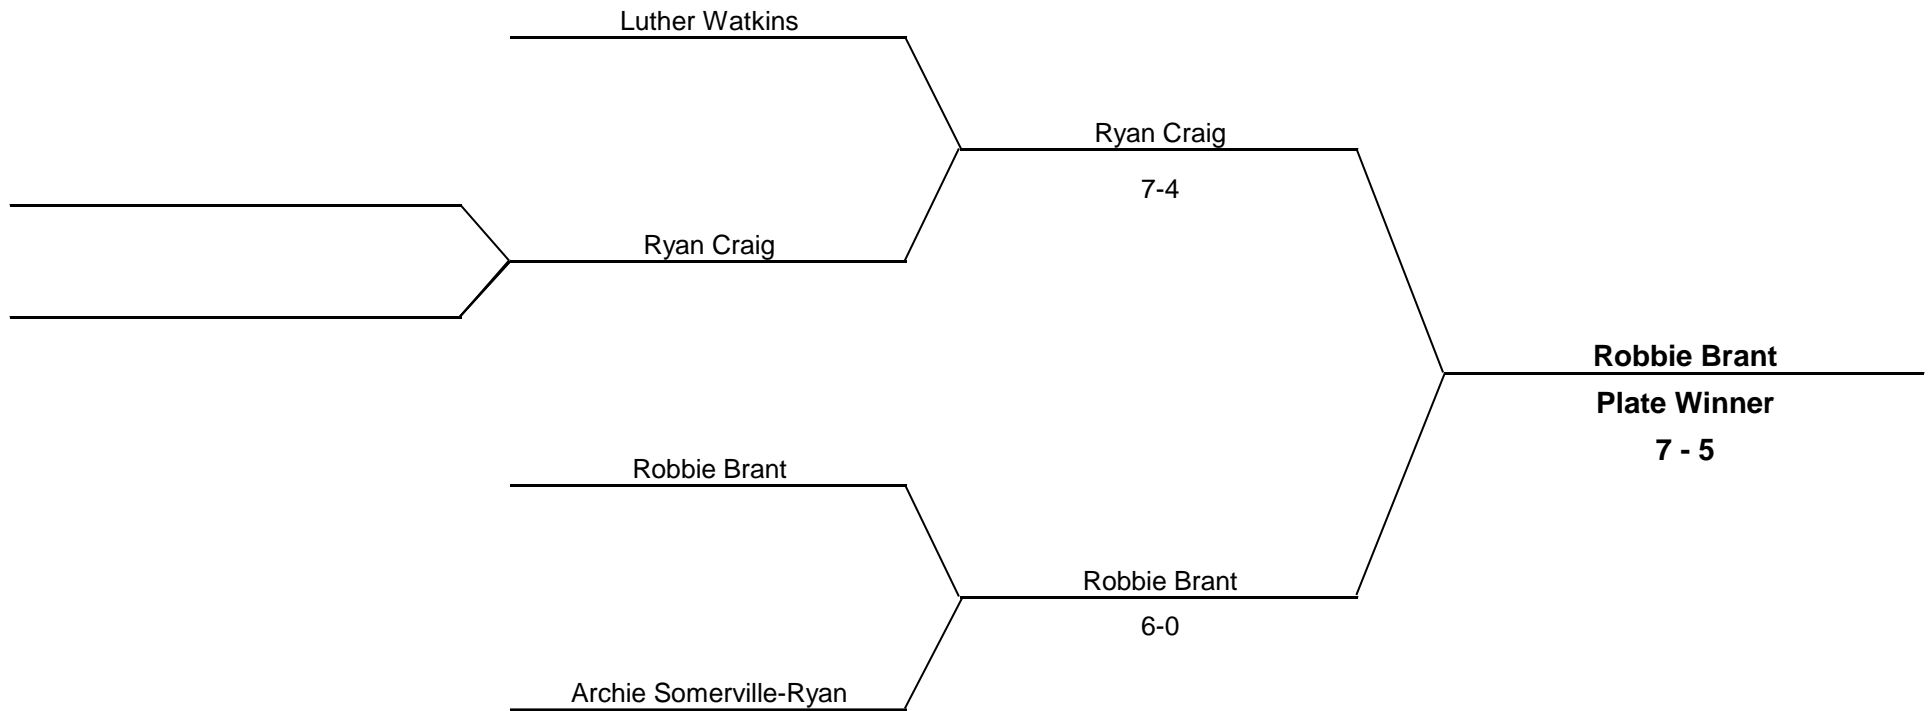 Luther Watkins
Ryan Craig
7-4
Ryan Craig
Robbie Brant
Plate Winner
7 - 5
Robbie Brant
Robbie Brant
6-0
Archie Somerville-Ryan